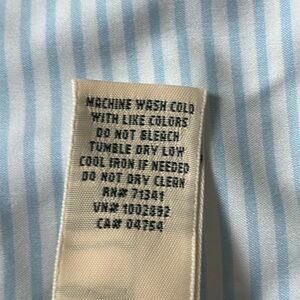 MACHINE WASH COLD
WITH LIKE COLORS
DO NOT BLEACH
TUMBLE DRY LOW
COOL IRON IF NEEDED
DO NOT DRY CLEAN
RN# 71341
VN# 1002892
CA# 04754